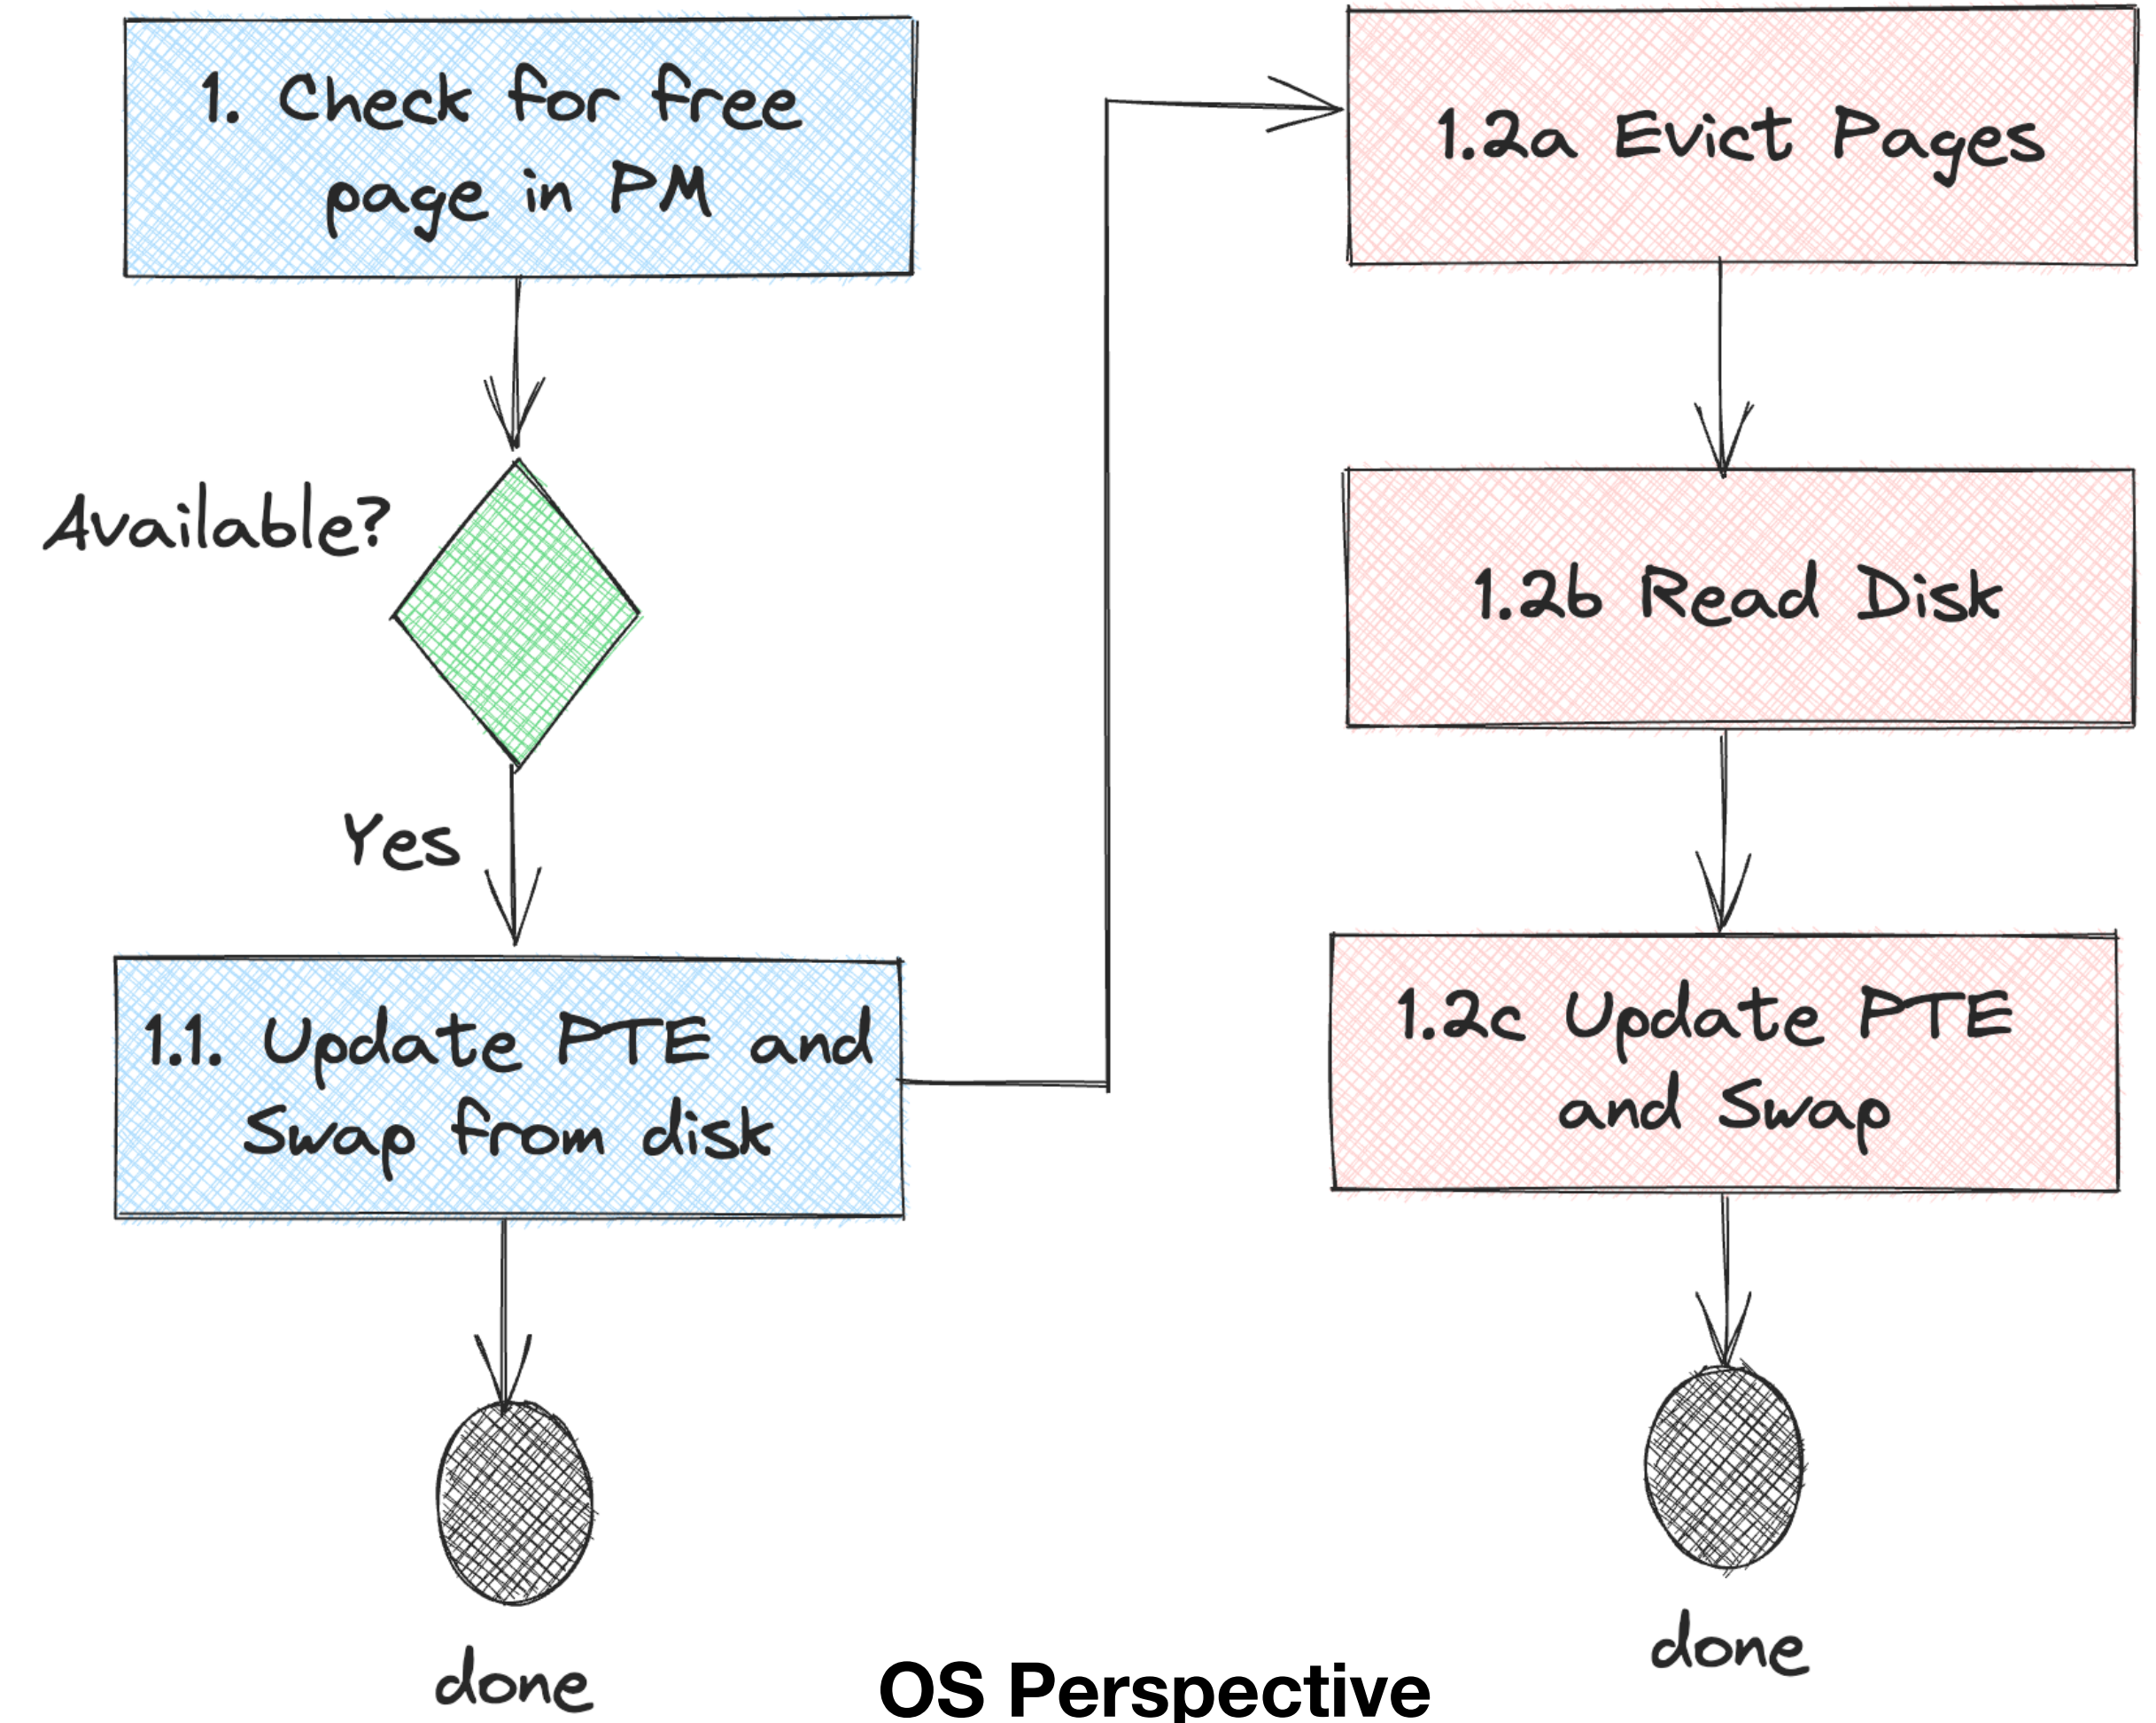 1. Check for free
page in PM
Available?
Yes
1.1. Update PTE and
Swap from disk
done
1.2a Evict Pages
1.2b Read Disk
1.2c Update PTE
and Swap
done
OS Perspective